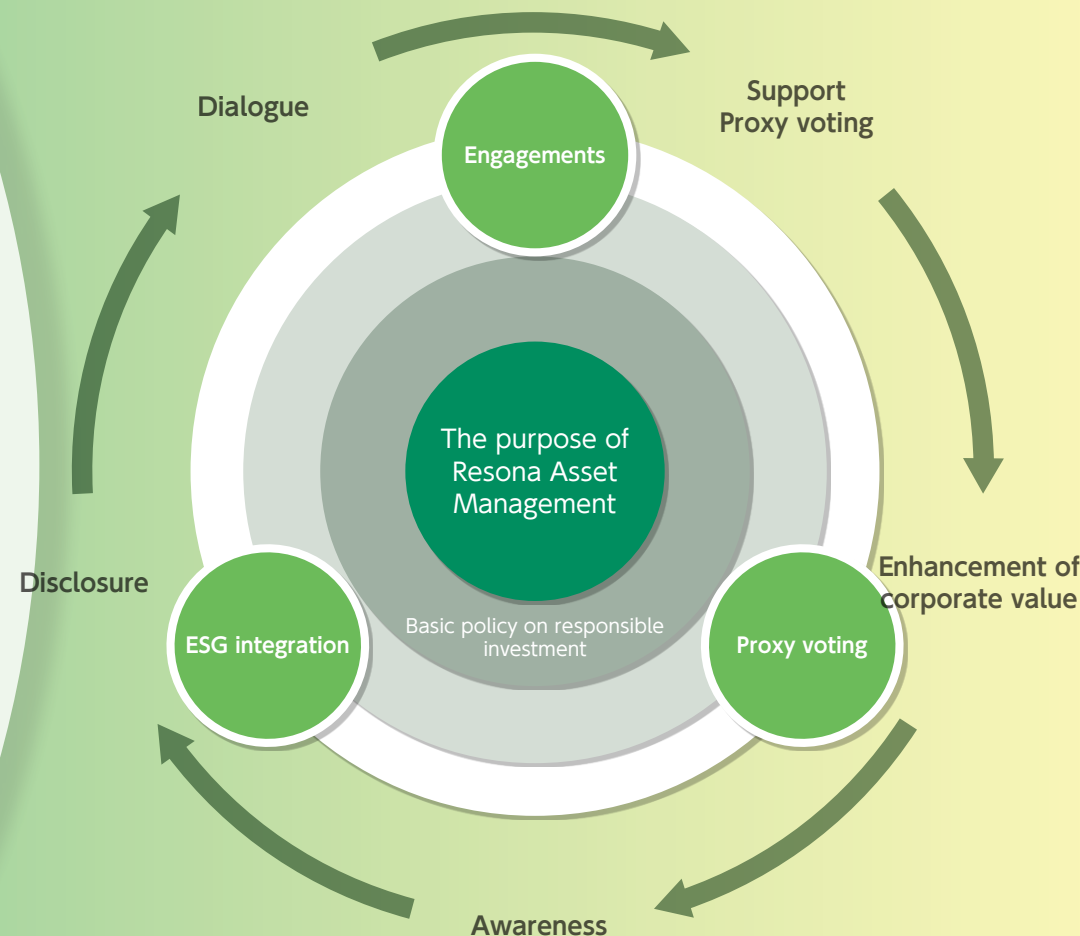 Dialogue
Support
Proxy voting
Engagements
The purpose of
Resona Asset
Management
Disclosure
Enhancement of
corporate value
Basic policy on responsible
investment
ESG integration
Proxy voting
Awareness